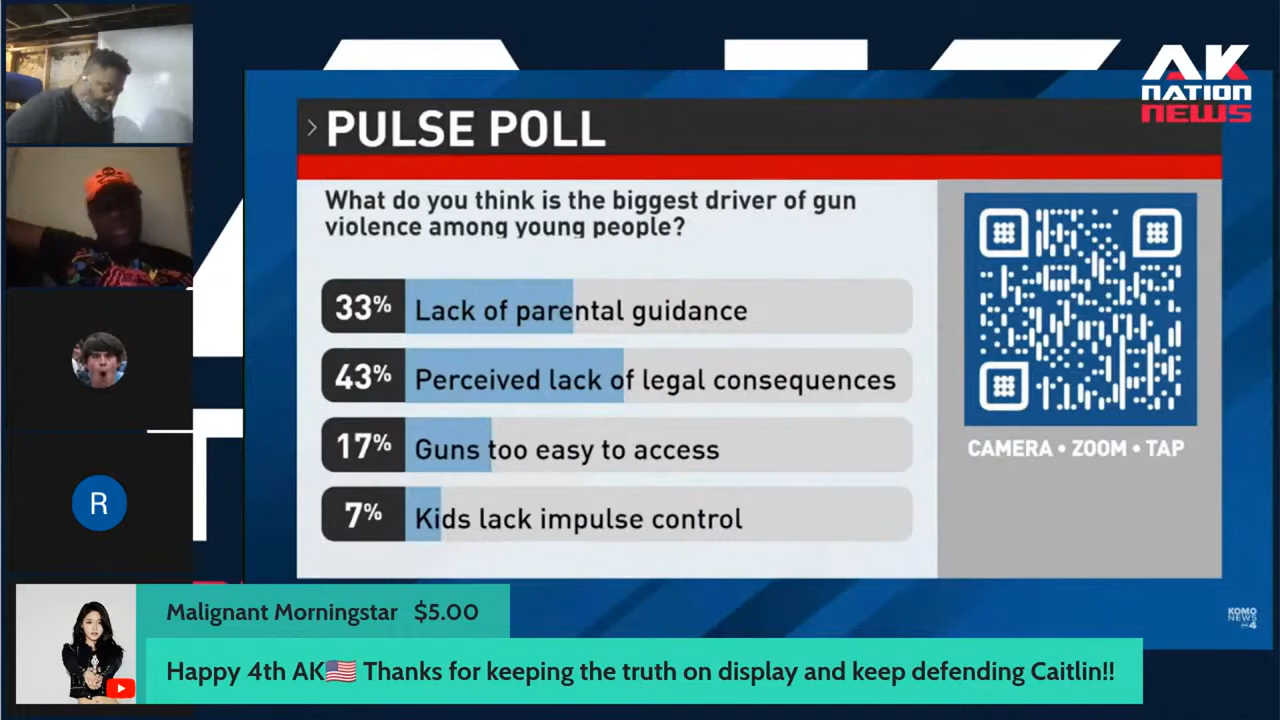 AK
NATION
NEWS
PULSE POLL
What do you think is the biggest driver of gun
violence among young people?
33% Lack of parental guidance
43% Perceived lack of legal consequences
17% Guns too easy to access
7% Kids lack impulse control
CAMERA • ZOOM • TAP
R
KOMO
NEWS
4
Malignant Morningstar $5.00
Happy 4th AK🇺🇸 Thanks for keeping the truth on display and keep defending Caitlin!!